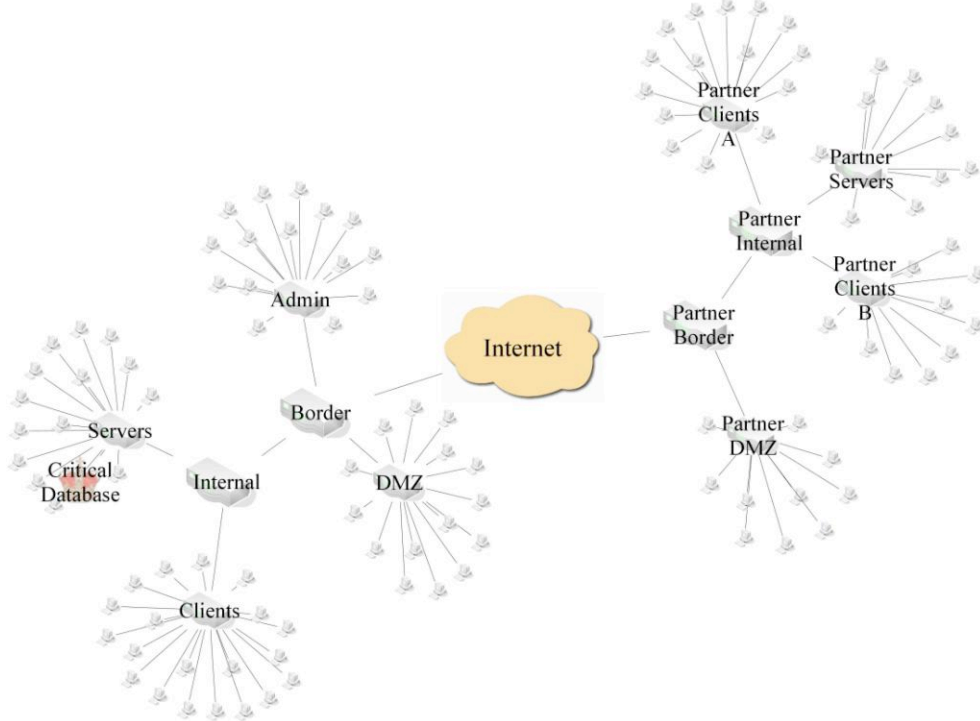 Partner
Clients
A
Partner
Servers
Partner
Internal
Partner
Clients
B
Admin
Partner
Border
Internet
Border
Servers
Partner
DMZ
Critical
Database
Internal
DMZ
Clients